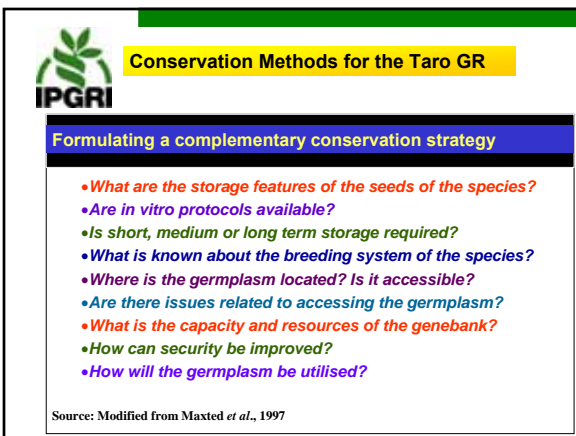 Conservation Methods for the Taro GR
IPGRI
Formulating a complementary conservation strategy
•What are the storage features of the seeds of the species?
•Are in vitro protocols available?
•Is short, medium or long term storage required?
•What is known about the breeding system of the species?
•Where is the germplasm located? Is it accessible?
•Are there issues related to accessing the germplasm?
•What is the capacity and resources of the genebank?
•How can security be improved?
•How will the germplasm be utilised?
Source: Modified from Maxted et al., 1997